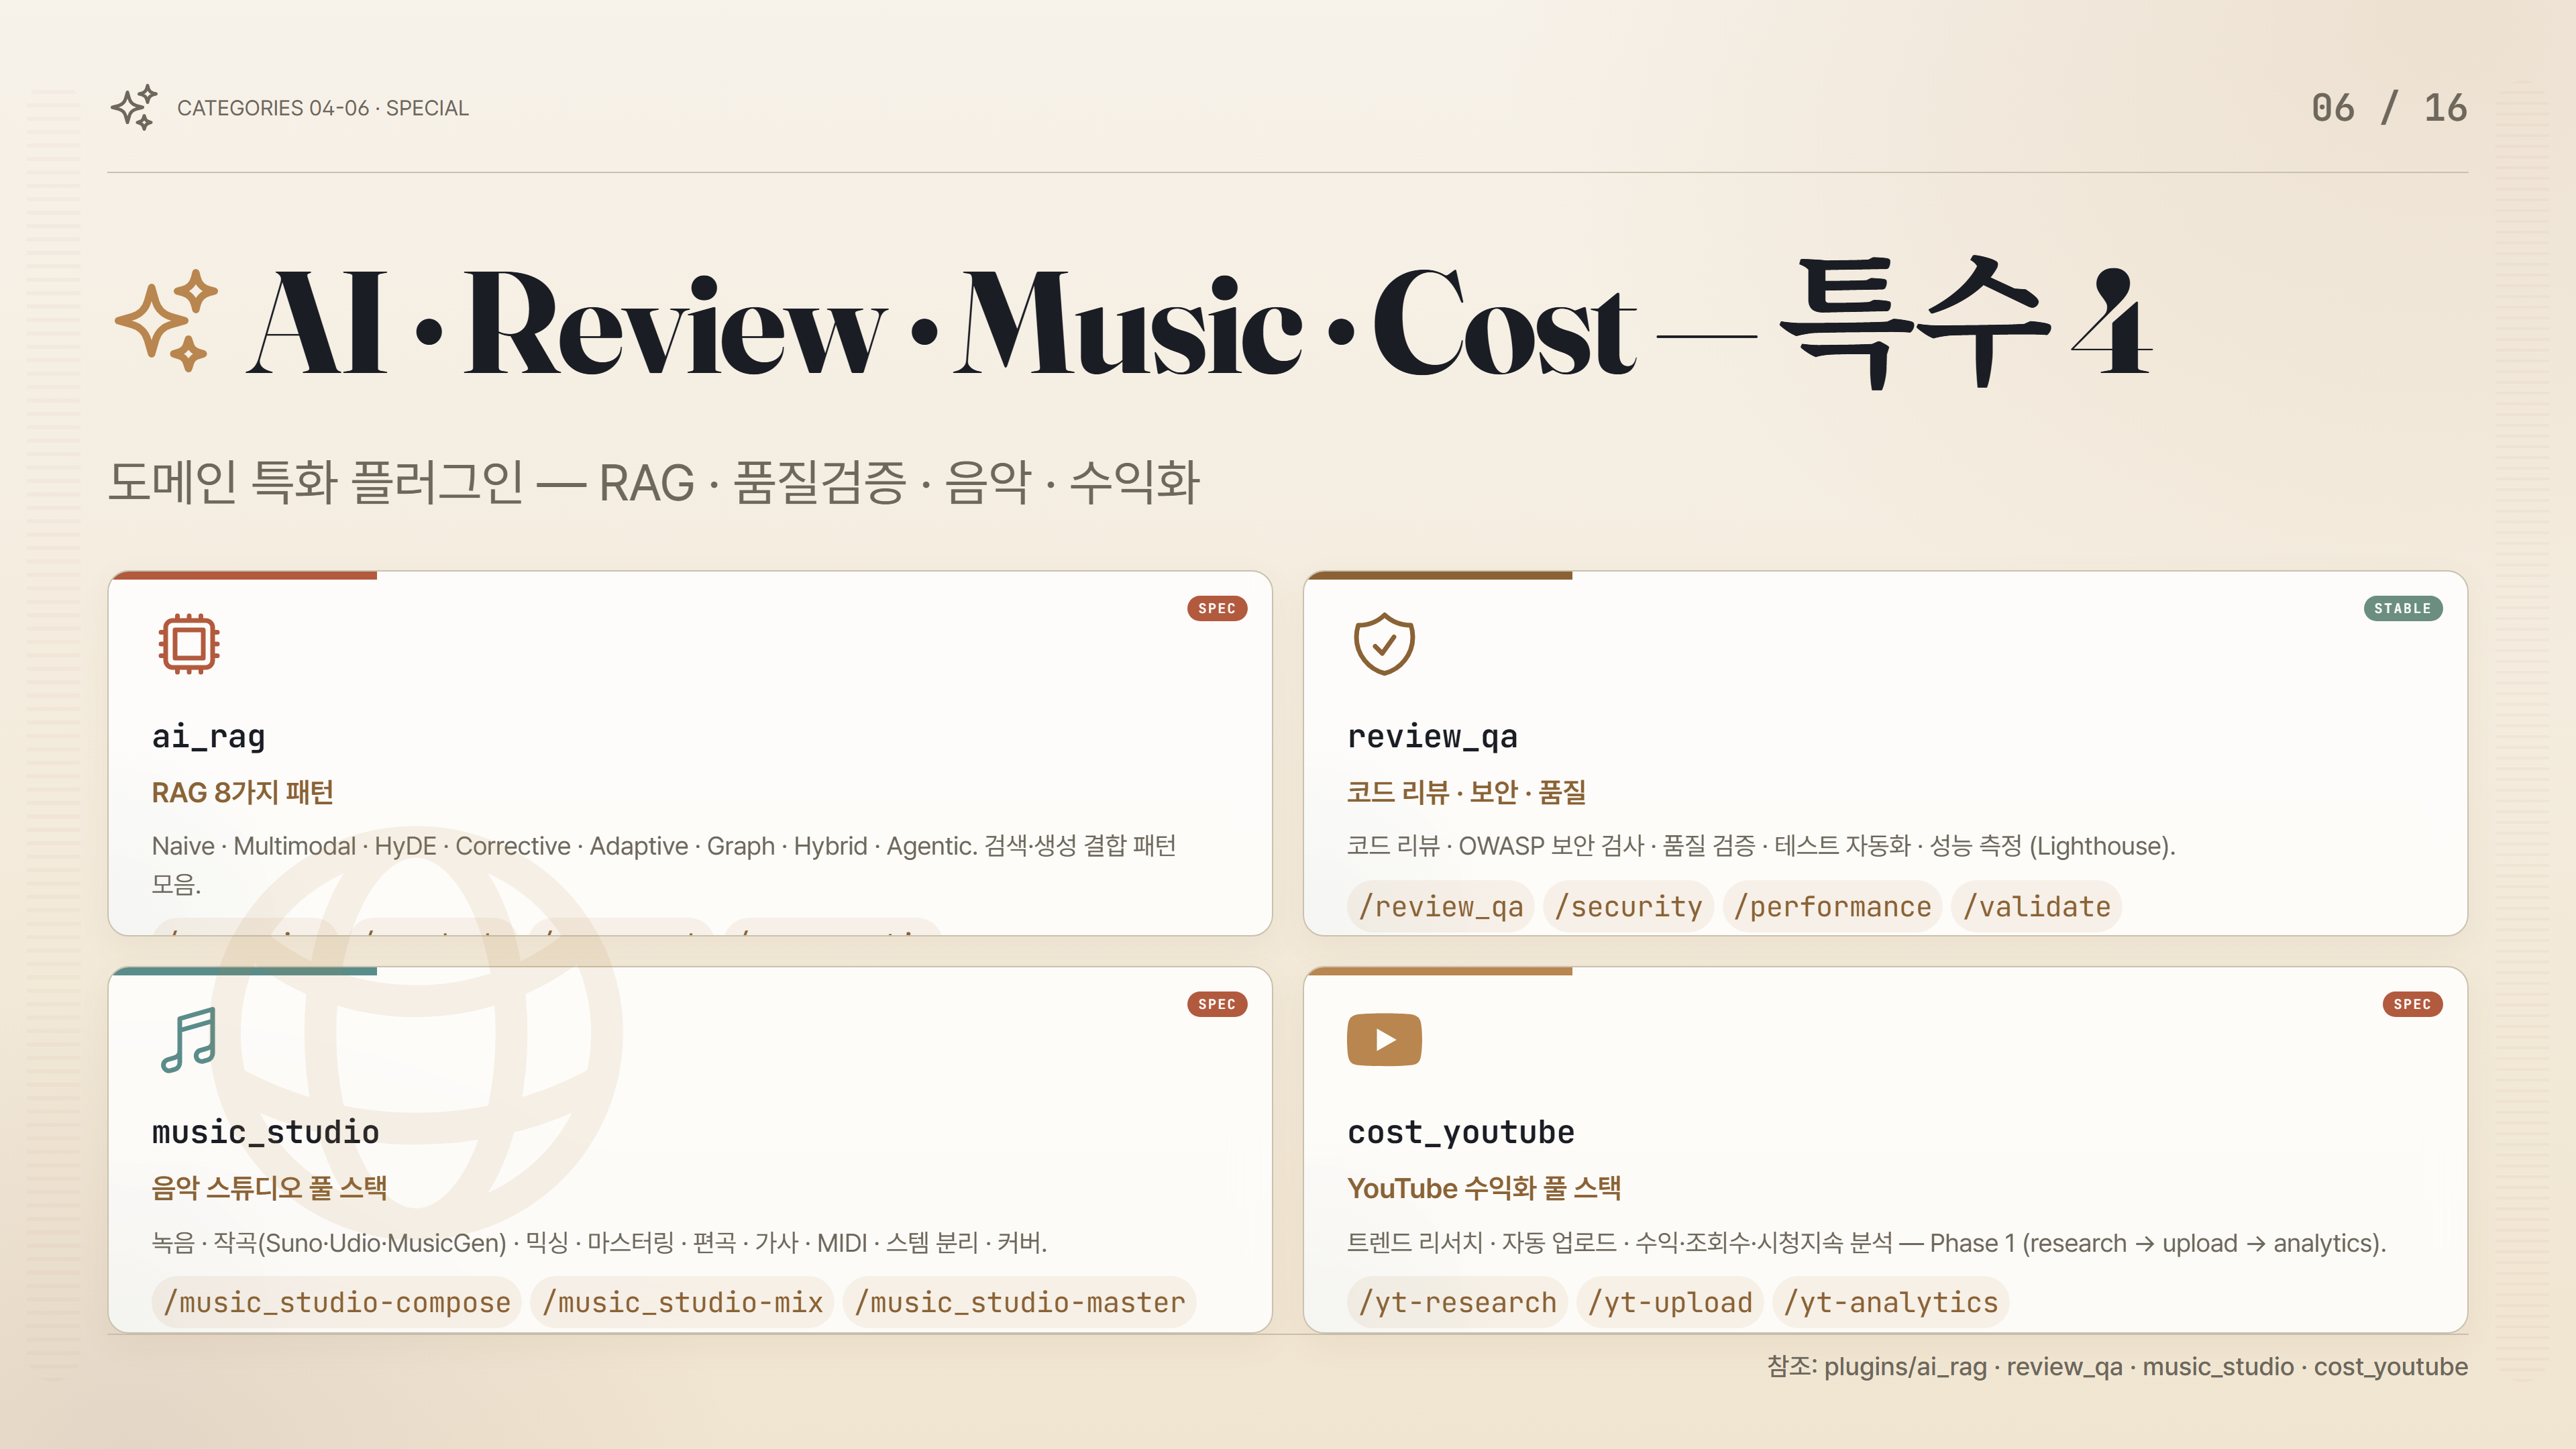 CATEGORIES 04-06 · SPECIAL
06 / 16
AI · Review · Music · Cost — 특수 4
도메인 특화 플러그인 — RAG · 품질검증 · 음악 · 수익화
SPEC
ai_rag
RAG 8가지 패턴
Naive · Multimodal · HyDE · Corrective · Adaptive · Graph · Hybrid · Agentic. 검색·생성 결합 패턴
모음.
STABLE
review_qa
코드 리뷰 · 보안 · 품질
코드 리뷰 · OWASP 보안 검사 · 품질 검증 · 테스트 자동화 · 성능 측정 (Lighthouse).
/review_qa /security /performance /validate
SPEC
music_studio
음악 스튜디오 풀 스택
녹음 · 작곡(Suno·Udio·MusicGen) · 믹싱 · 마스터링 · 편곡 · 가사 · MIDI · 스템 분리 · 커버.
/music_studio-compose /music_studio-mix /music_studio-master
SPEC
cost_youtube
YouTube 수익화 풀 스택
트렌드 리서치 · 자동 업로드 · 수익·조회수·시청지속 분석 — Phase 1 (research → upload → analytics).
/yt-research /yt-upload /yt-analytics
참조: plugins/ai_rag · review_qa · music_studio · cost_youtube